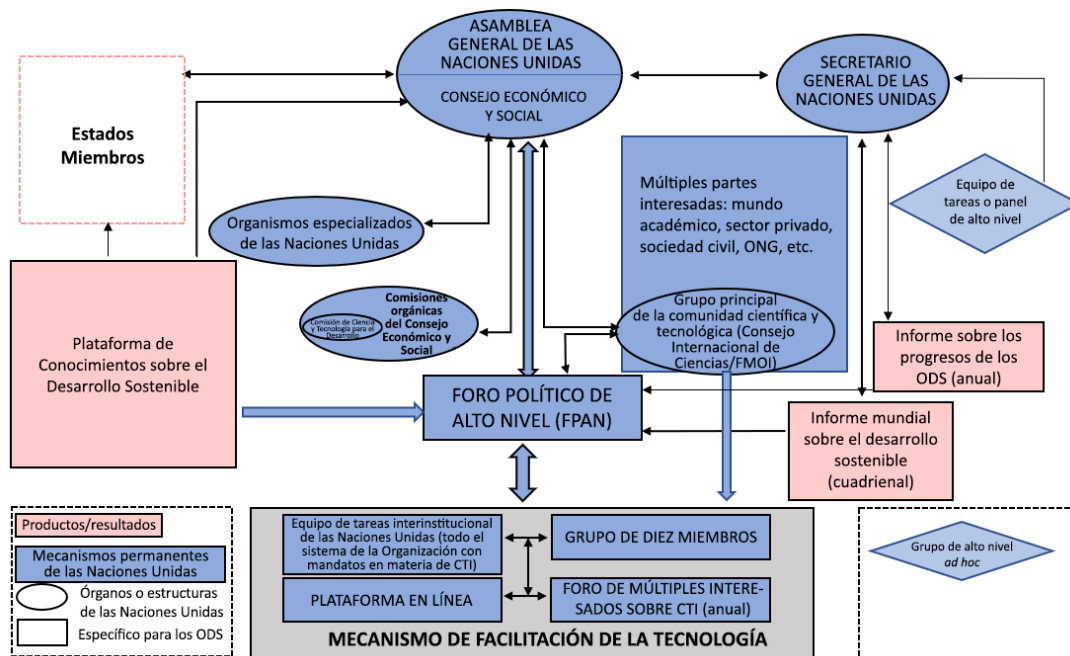 ASAMBLEA
GENERAL DE LAS
NACIONES UNIDAS
CONSEJO ECONÓMICO
Y SOCIAL
SECRETARIO
GENERAL DE LAS
NACIONES UNIDAS
Estados
Miembros
Múltiples partes
interesadas: mundo
académico, sector privado,
sociedad civil, ONG, etc.
Equipo de
tareas o panel
de alto nivel
Organismos especializados
de las Naciones Unidas
Comisiones
orgánicas
del Consejo
Económico y
Social
Comisión de Ciencia
y Tecnología para el
Desarrollo
Grupo principal
de la comunidad científica y
tecnológica (Consejo
Internacional de
Ciencias/FMOI)
Plataforma de
Conocimientos sobre el
Desarrollo Sostenible
Informe sobre los
progresos de los
ODS (anual)
FORO POLÍTICO DE
ALTO NIVEL (FPAN)
Informe mundial
sobre el desarrollo
sostenible
(cuadrienal)
Productos/resultados
Mecanismos permanentes
de las Naciones Unidas
Órganos o estructuras
de las Naciones Unidas
Específico para los ODS
Equipo de tareas interinstitucional
de las Naciones Unidas (todo el
sistema de la Organización con
mandatos en materia de CTI)
GRUPO DE DIEZ MIEMBROS
PLATAFORMA EN LÍNEA
FORO DE MÚLTIPLES INTERE-
SADOS SOBRE CTI (anual)
MECANISMO DE FACILITACIÓN DE LA TECNOLOGÍA
Grupo de alto nivel
ad hoc